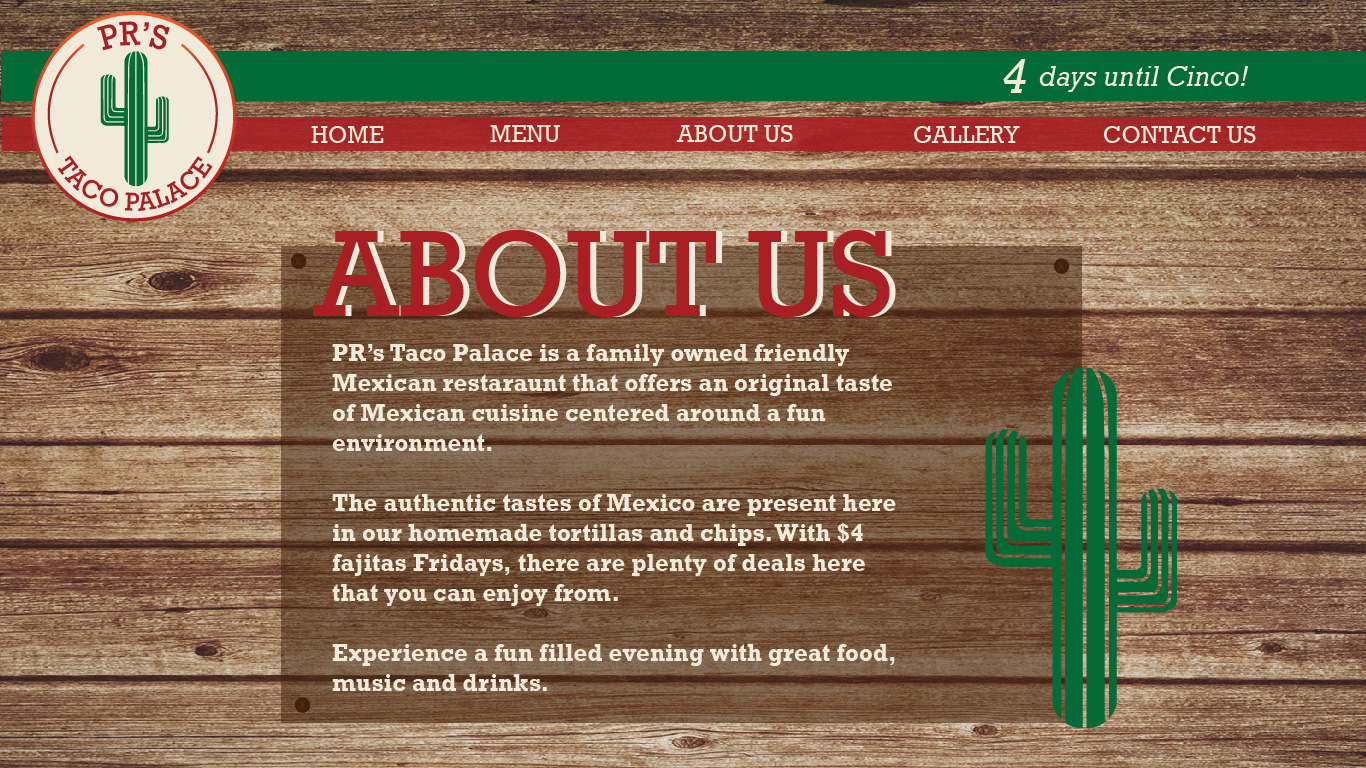 PR'S
TACO PALACE
4 days until Cinco!
HOME MENU ABOUT US GALLERY CONTACT US
ABOUT US
PR's Taco Palace is a family owned friendly
Mexican restaraunt that offers an original taste
of Mexican cuisine centered around a fun
environment.
The authentic tastes of Mexico are present here
in our homemade tortillas and chips. With $4
fajitas Fridays, there are plenty of deals here
that you can enjoy from.
Experience a fun filled evening with great food,
music and drinks.